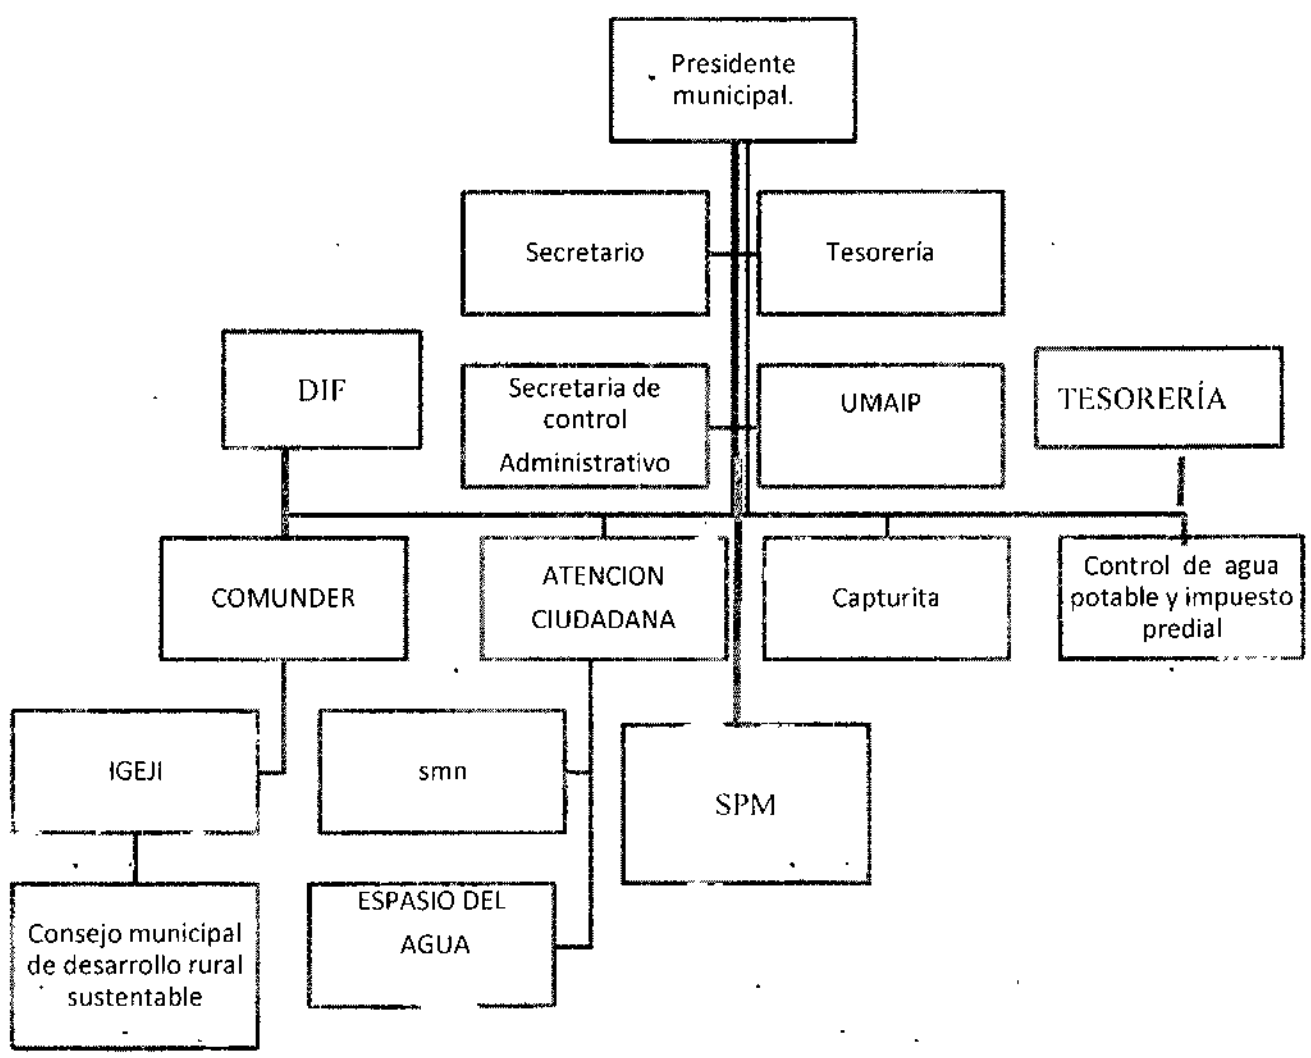 Presidente
municipal.
Secretario
Tesorería
DIF
Secretaria de
control
Administrativo
UMAIP
TESORERÍA
COMUNDER
ATENCION
CIUDADANA
Capturita
Control de agua
potable y impuesto
predial
IGEJI
smn
SPM
Consejo municipal
de desarrollo rural
sustentable
ESPASIO DEL
AGUA